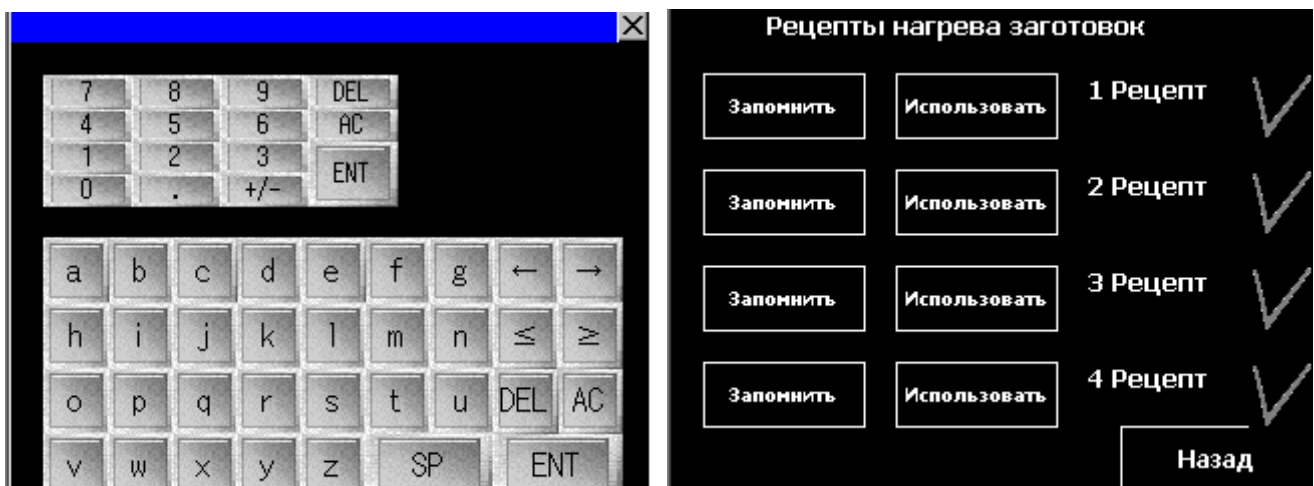 7 8 9 DEL
4 5 6 AC
1 2 3 ENT
0 . +/-
a b c d e f g ← →
h i j k l m n ≤ ≥
o p q r s t u DEL AC
v w x y z SP ENT
Рецепты нагрева заготовок
Запомнить Использовать 1 Рецепт
Запомнить Использовать 2 Рецепт
Запомнить Использовать 3 Рецепт
Запомнить Использовать 4 Рецепт
Назад